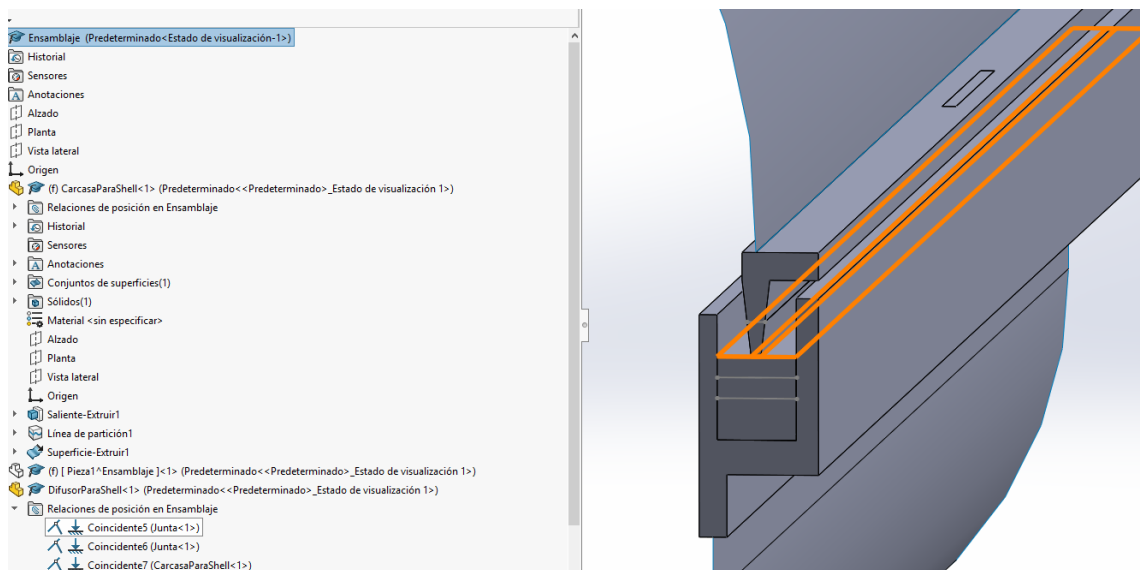 Ensamblaje (Predeterminado<Estado de visualización-1>)
Historial
Sensores
Anotaciones
Alzado
Planta
Vista lateral
Origen
(f) CarcasaParaShell<1> (Predeterminado<<Predeterminado>_Estado de visualización 1>)
Relaciones de posición en Ensamblaje
Historial
Sensores
Anotaciones
Conjuntos de superficies(1)
Sólidos(1)
Material <sin especificar>
Alzado
Planta
Vista lateral
Origen
Saliente-Extruir1
Línea de partición1
Superficie-Extruir1
(f) [ Pieza1^Ensamblaje ]<1> (Predeterminado<<Predeterminado>_Estado de visualización 1>)
DifusorParaShell<1> (Predeterminado<<Predeterminado>_Estado de visualización 1>)
Relaciones de posición en Ensamblaje
Coincidente5 (Junta<1>)
Coincidente6 (Junta<1>)
Coincidente7 (CarcasaParaShell<1>)